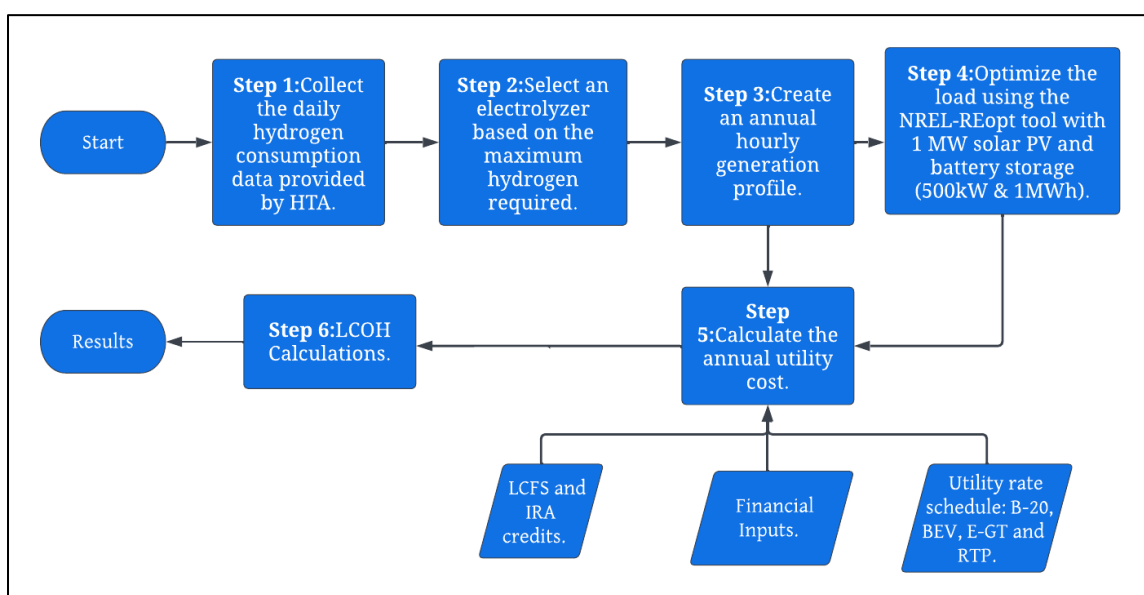 Start
Step 1:Collect
the daily
hydrogen
consumption
data provided
by HTA.
Step 2:Select an
electrolyzer
based on the
maximum
hydrogen
required.
Step 3:Create
an annual
hourly
generation
profile.
Step 4:Optimize the
load using the
NREL-REopt tool with
1 MW solar PV and
battery storage
(500kW & 1MWh).
Results
Step 6:LCOH
Calculations.
Step
5:Calculate the
annual utility
cost.
LCFS and
IRA
credits.
Financial
Inputs.
Utility rate
schedule: B-20,
BEV, E-GT and
RTP.